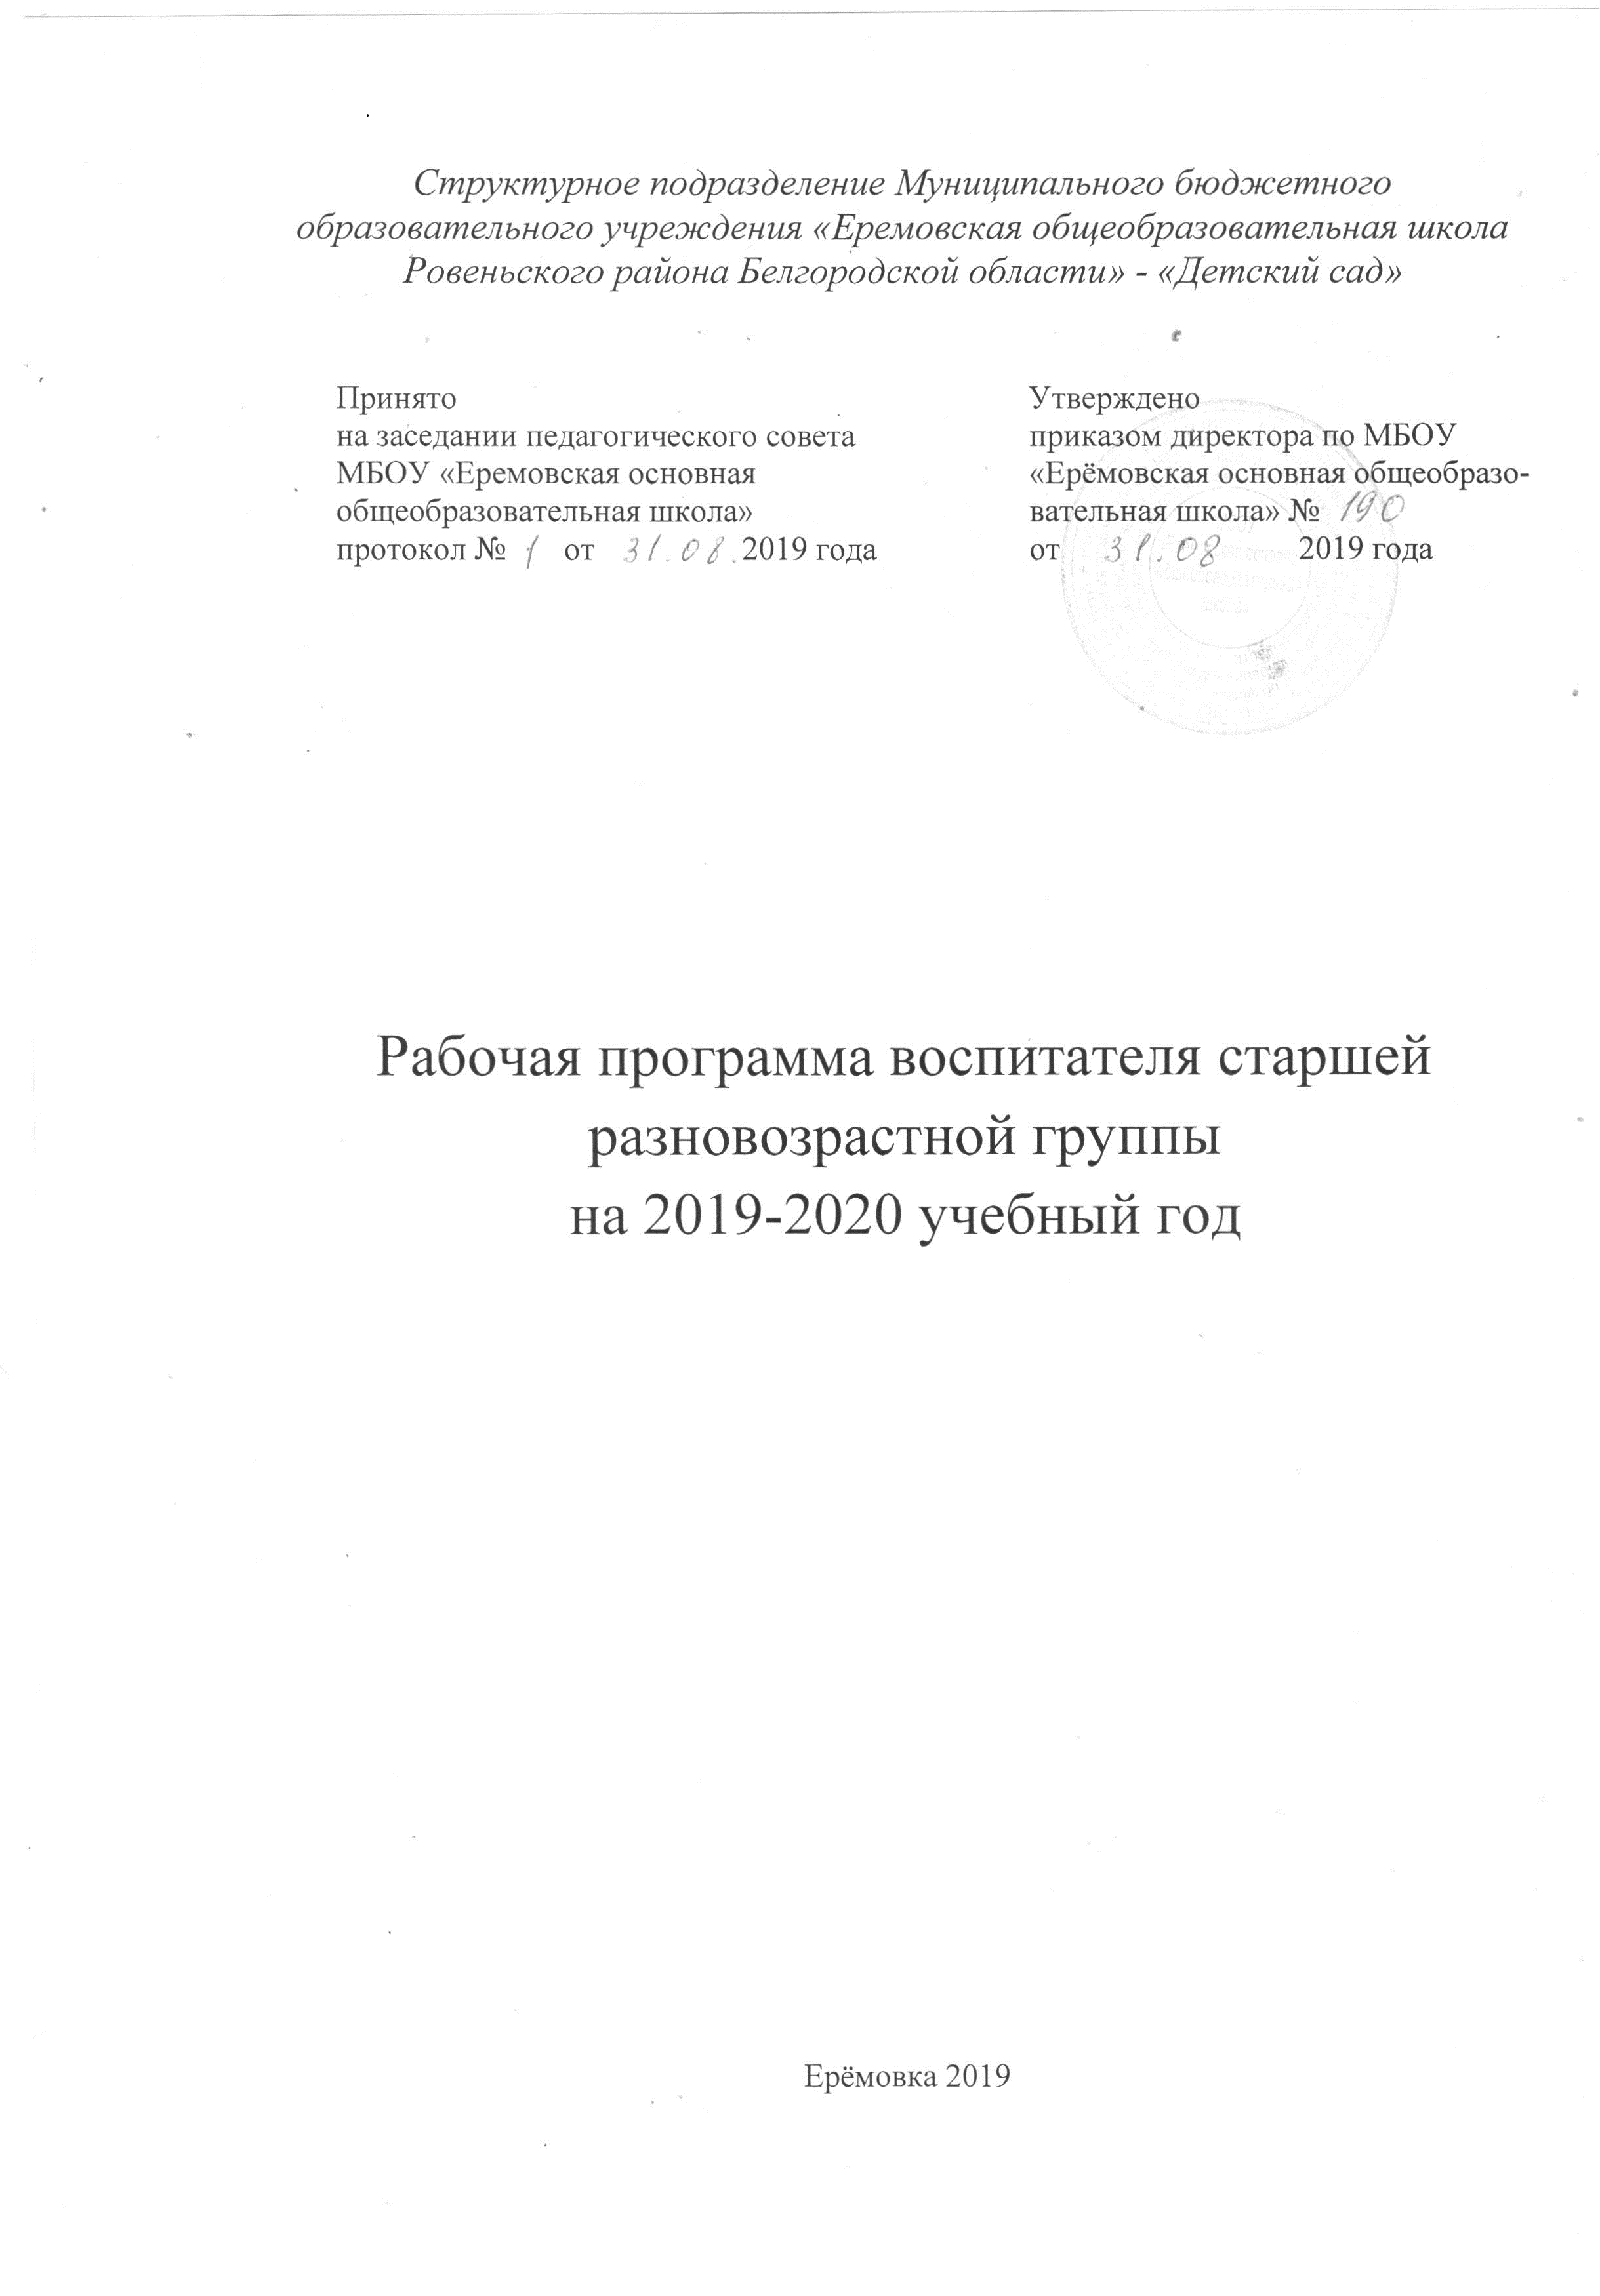 Структурное подразделение Муниципального бюджетного
образовательного учреждения «Еремовская общеобразовательная школа
Ровеньского района Белгородской области» - «Детский сад»
Принято
на заседании педагогического совета
МБОУ «Еремовская основная
общеобразовательная школа»
протокол № 1 от 31.08.2019 года
Утверждено
приказом директора по МБОУ
«Ерёмовская основная общеобразо-
вательная школа» № 190
от 31.08 2019 года
Рабочая программа воспитателя старшей
разновозрастной группы
на 2019-2020 учебный год
Ерёмовка 2019